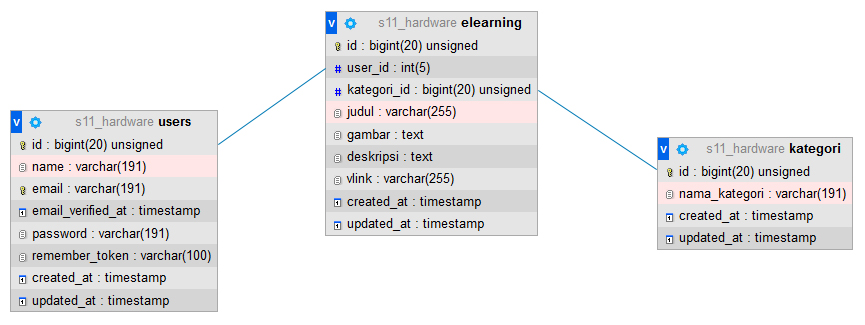 v s11_hardware users
id : bigint(20) unsigned
name : varchar(191)
email : varchar(191)
email_verified_at : timestamp
password : varchar(191)
remember_token : varchar(100)
created_at : timestamp
updated_at : timestamp
v s11_hardware elearning
id : bigint(20) unsigned
# user_id : int(5)
# kategori_id : bigint(20) unsigned
judul : varchar(255)
gambar : text
deskripsi : text
vlink : varchar(255)
created_at : timestamp
updated_at : timestamp
v s11_hardware kategori
id : bigint(20) unsigned
nama_kategori : varchar(191)
created_at : timestamp
updated_at : timestamp